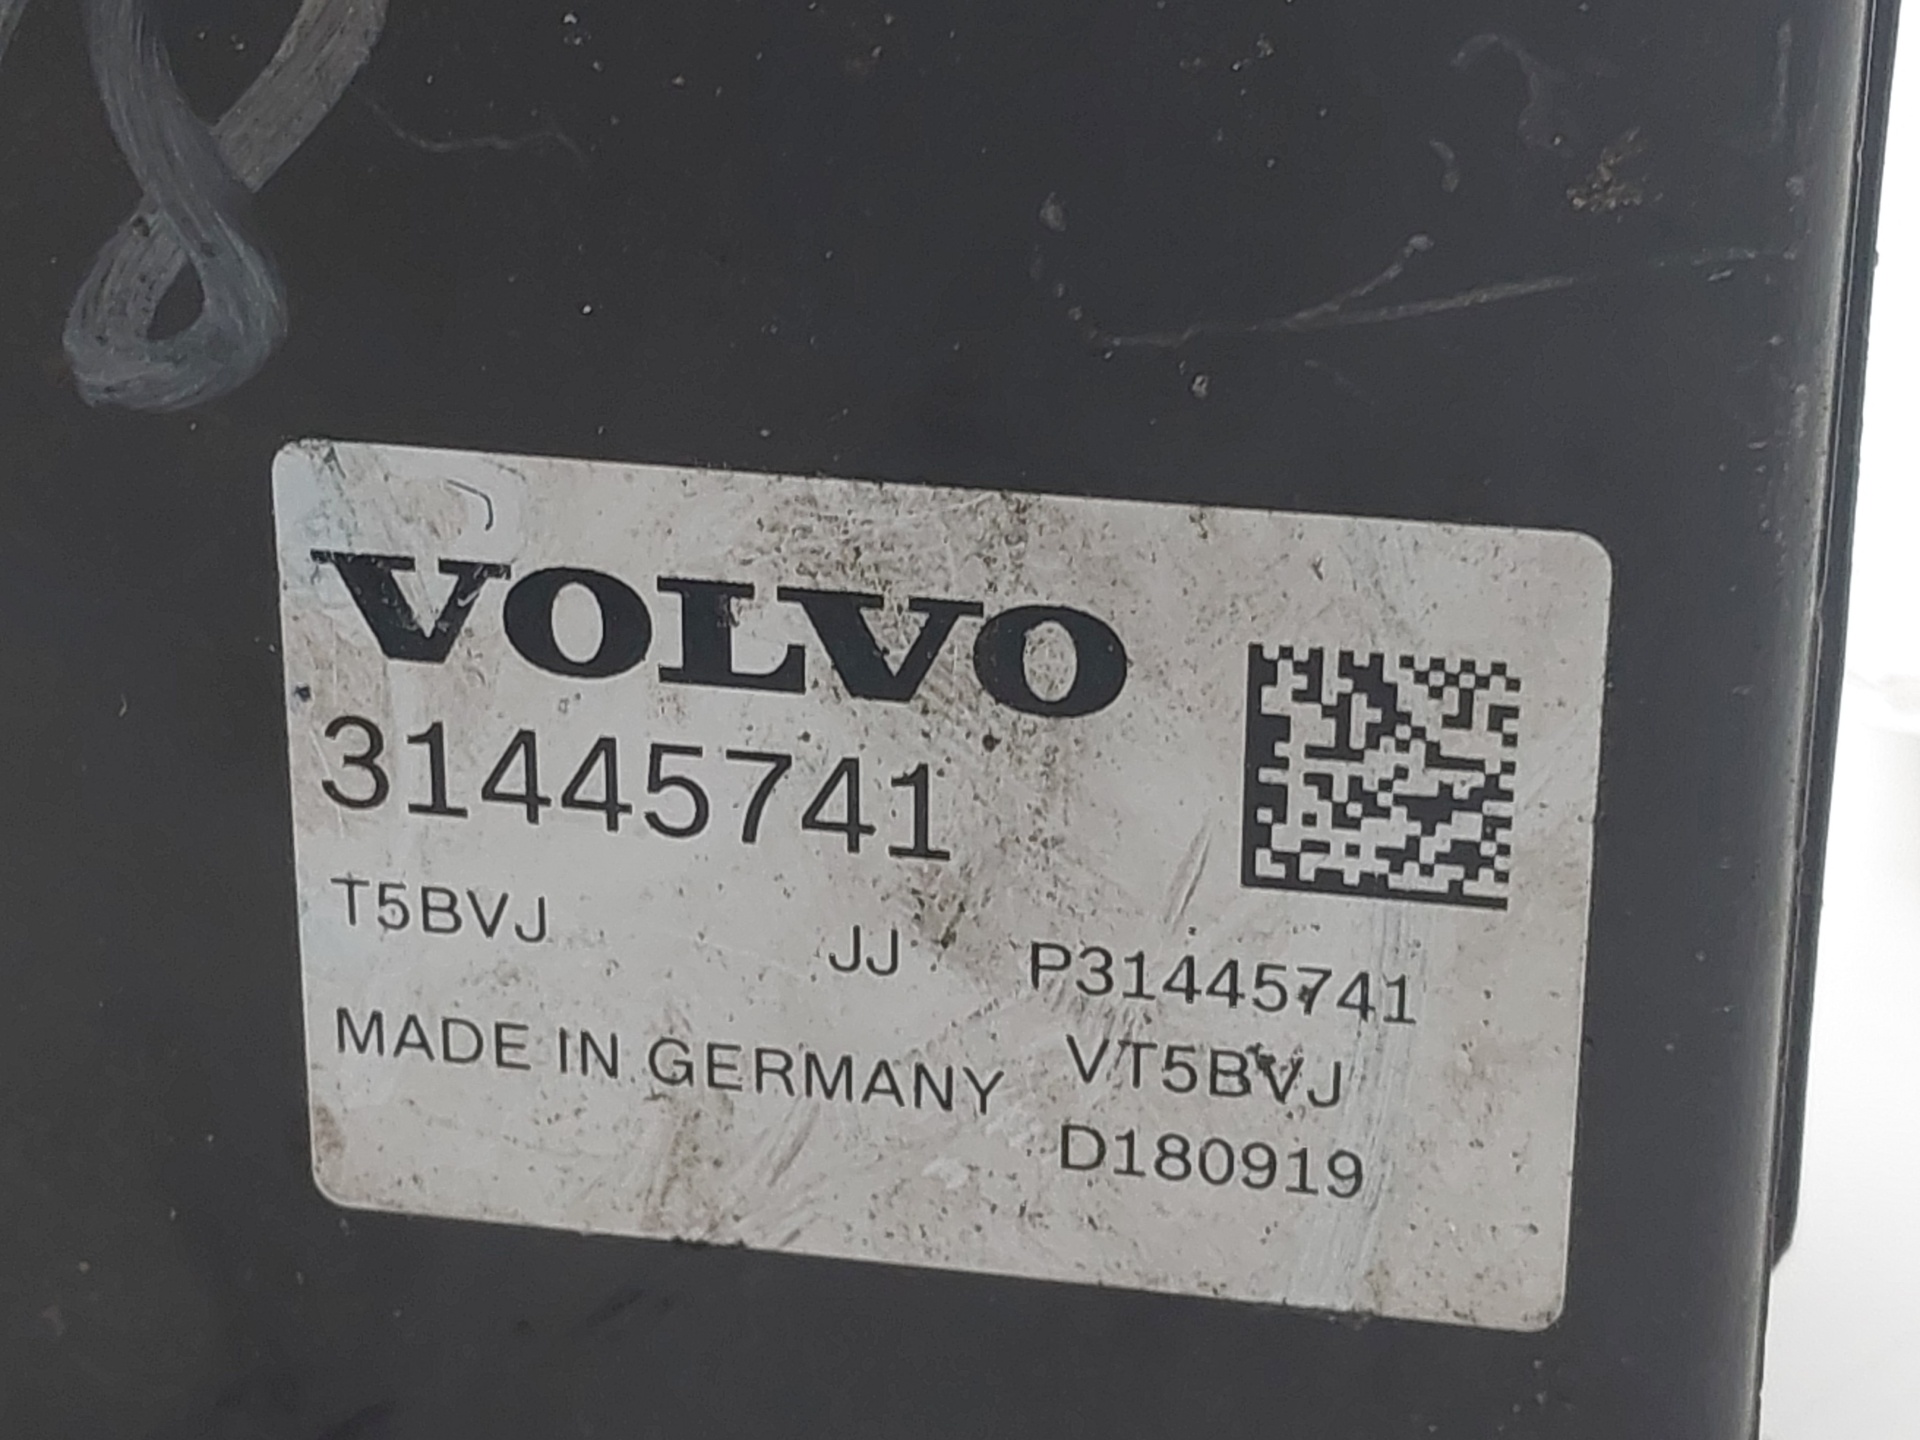 VOLVO
31445741
T5BVJ
JJ
P31445741
MADE IN GERMANY
VT5BVJ
D180919